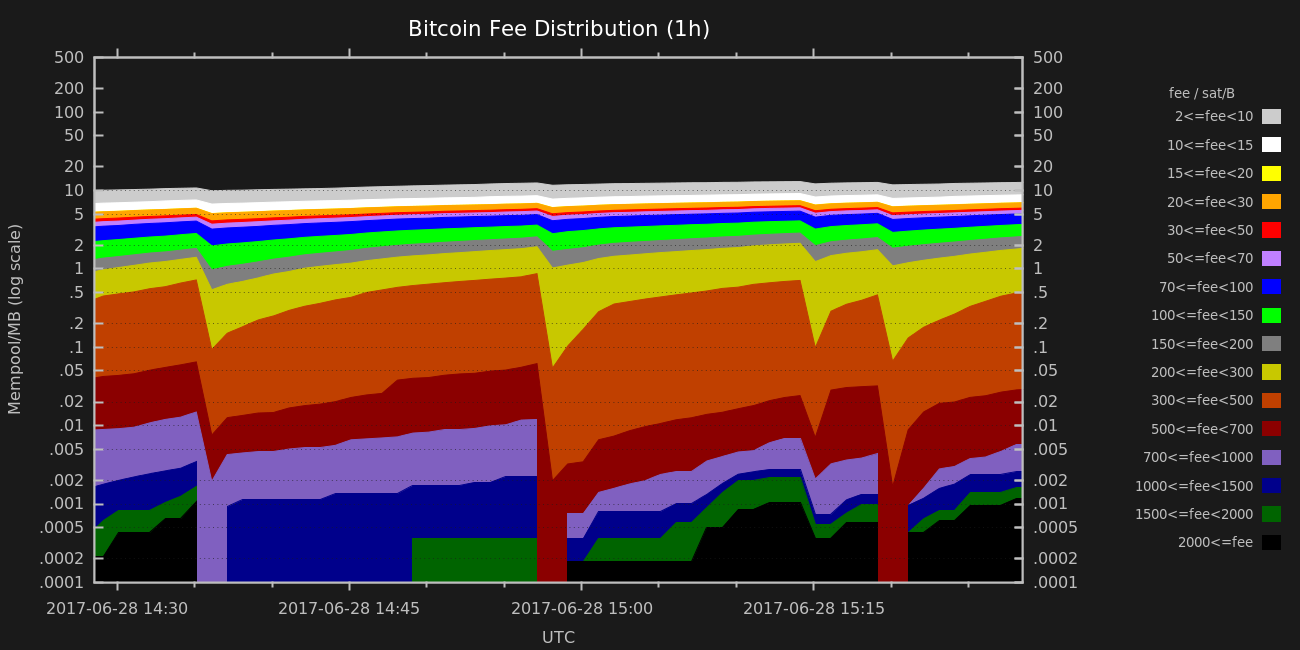 Bitcoin Fee Distribution (1h)
500 500
200 200
100 100
50 50
20 20
10 10
5 5
2 2
1 1
.5 .5
.2 .2
.1 .1
.05 .05
.02 .02
.01 .01
.005 .005
.002 .002
.001 .001
.0005 .0005
.0002 .0002
.0001 .0001
Mempool/MB (log scale)
2017-06-28 14:30 2017-06-28 14:45 2017-06-28 15:00 2017-06-28 15:15
UTC
fee / sat/B
2<=fee<10
10<=fee<15
15<=fee<20
20<=fee<30
30<=fee<50
50<=fee<70
70<=fee<100
100<=fee<150
150<=fee<200
200<=fee<300
300<=fee<500
500<=fee<700
700<=fee<1000
1000<=fee<1500
1500<=fee<2000
2000<=fee